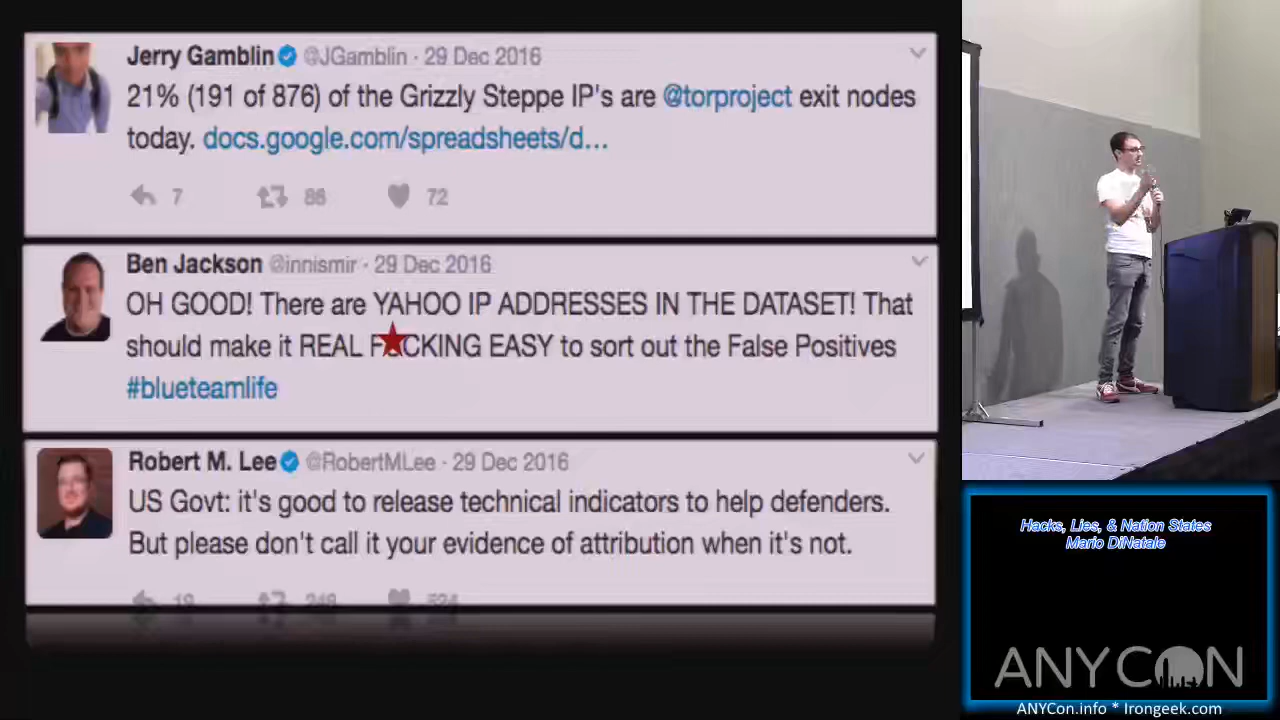 Jerry Gamblin @JGamblin · 29 Dec 2016
21% (191 of 876) of the Grizzly Steppe IP's are @torproject exit nodes
today. docs.google.com/spreadsheets/d...
7 86 72
Ben Jackson @innismir · 29 Dec 2016
OH GOOD! There are YAHOO IP ADDRESSES IN THE DATASET! That
should make it REAL F★CKING EASY to sort out the False Positives
#blueteamlife
Robert M. Lee @RobertMLee · 29 Dec 2016
US Govt: it's good to release technical indicators to help defenders.
But please don't call it your evidence of attribution when it's not.
19 249 324
Hacks, Lies, & Nation States
Mario DiNatale
ANYCON
ANYCon.info * Irongeek.com